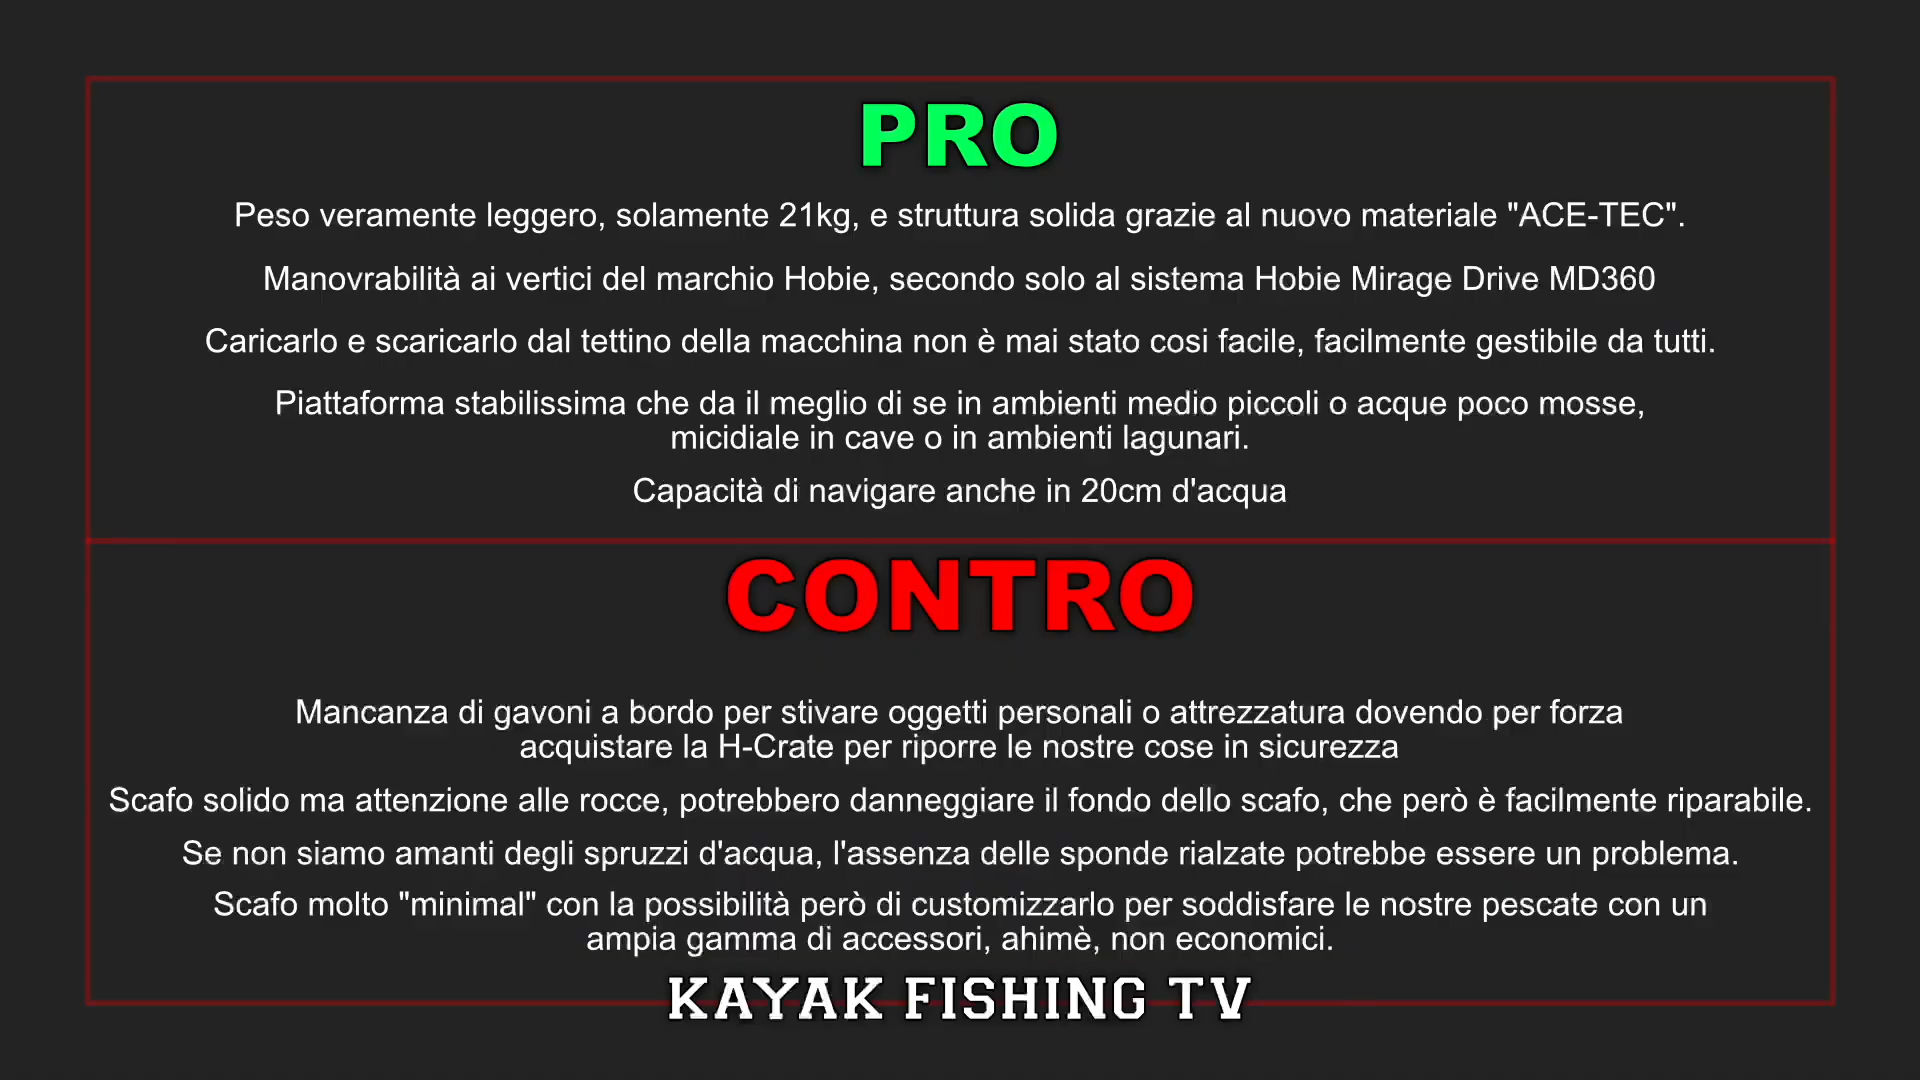 PRO
Peso veramente leggero, solamente 21kg, e struttura solida grazie al nuovo materiale "ACE-TEC".
Manovrabilità ai vertici del marchio Hobie, secondo solo al sistema Hobie Mirage Drive MD360
Caricarlo e scaricarlo dal tettino della macchina non è mai stato cosi facile, facilmente gestibile da tutti.
Piattaforma stabilissima che da il meglio di se in ambienti medio piccoli o acque poco mosse,
micidiale in cave o in ambienti lagunari.
Capacità di navigare anche in 20cm d'acqua
CONTRO
Mancanza di gavoni a bordo per stivare oggetti personali o attrezzatura dovendo per forza
acquistare la H-Crate per riporre le nostre cose in sicurezza
Scafo solido ma attenzione alle rocce, potrebbero danneggiare il fondo dello scafo, che però è facilmente riparabile.
Se non siamo amanti degli spruzzi d'acqua, l'assenza delle sponde rialzate potrebbe essere un problema.
Scafo molto "minimal" con la possibilità però di customizzarlo per soddisfare le nostre pescate con un
ampia gamma di accessori, ahimè, non economici.
KAYAK FISHING TV